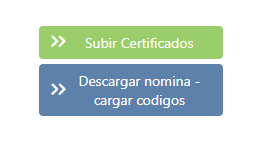 Subir Certificados
Descargar nomina -
cargar codigos